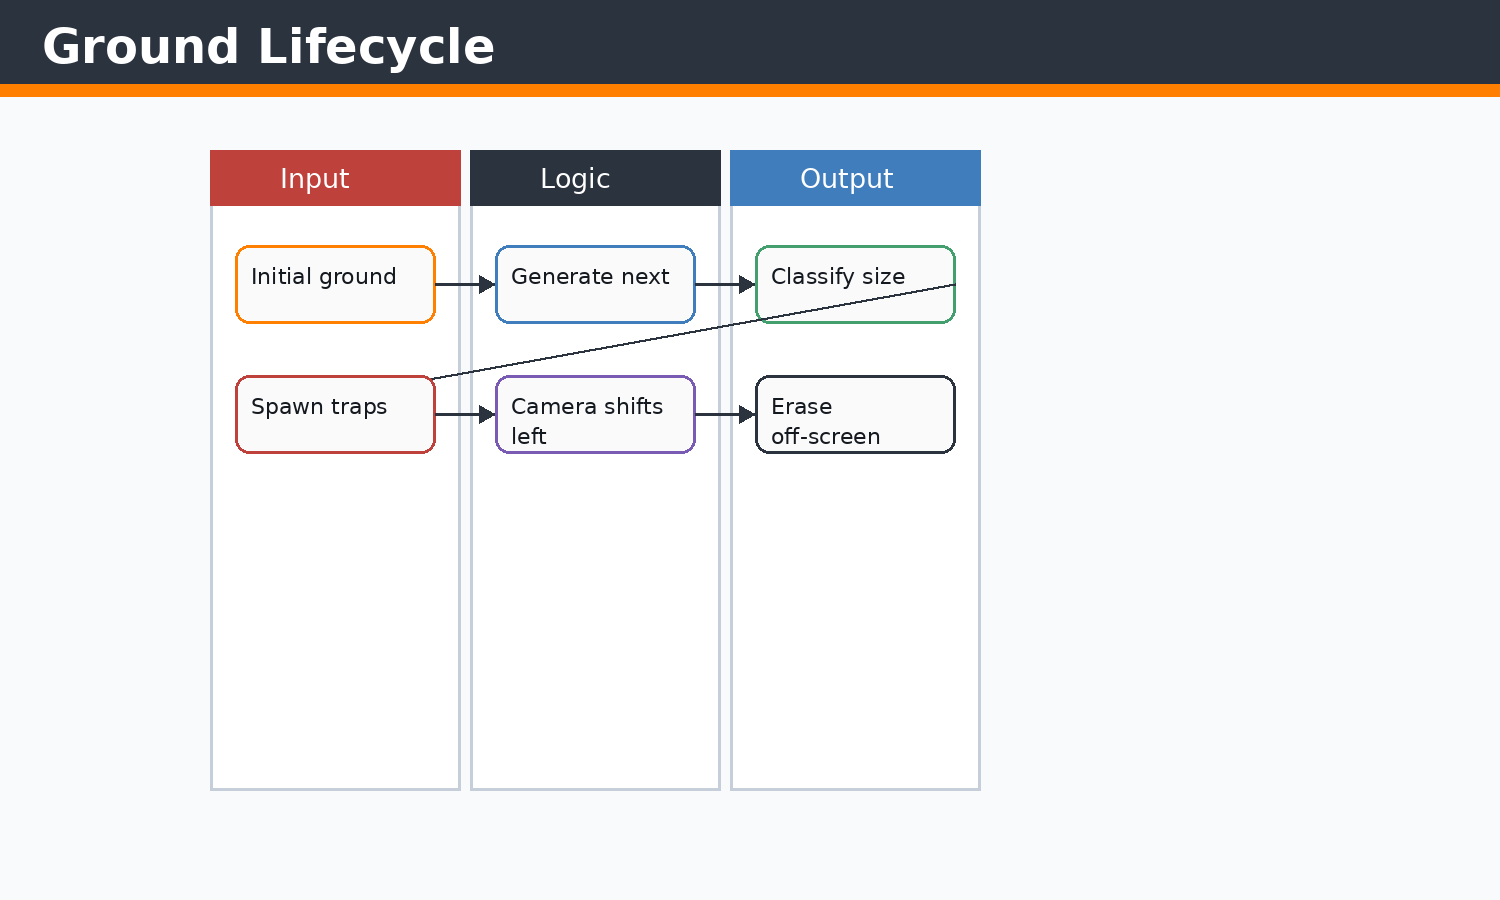 Ground Lifecycle
Input
Logic
Output
Initial ground
Generate next
Classify size
Spawn traps
Camera shifts
left
Erase
off-screen